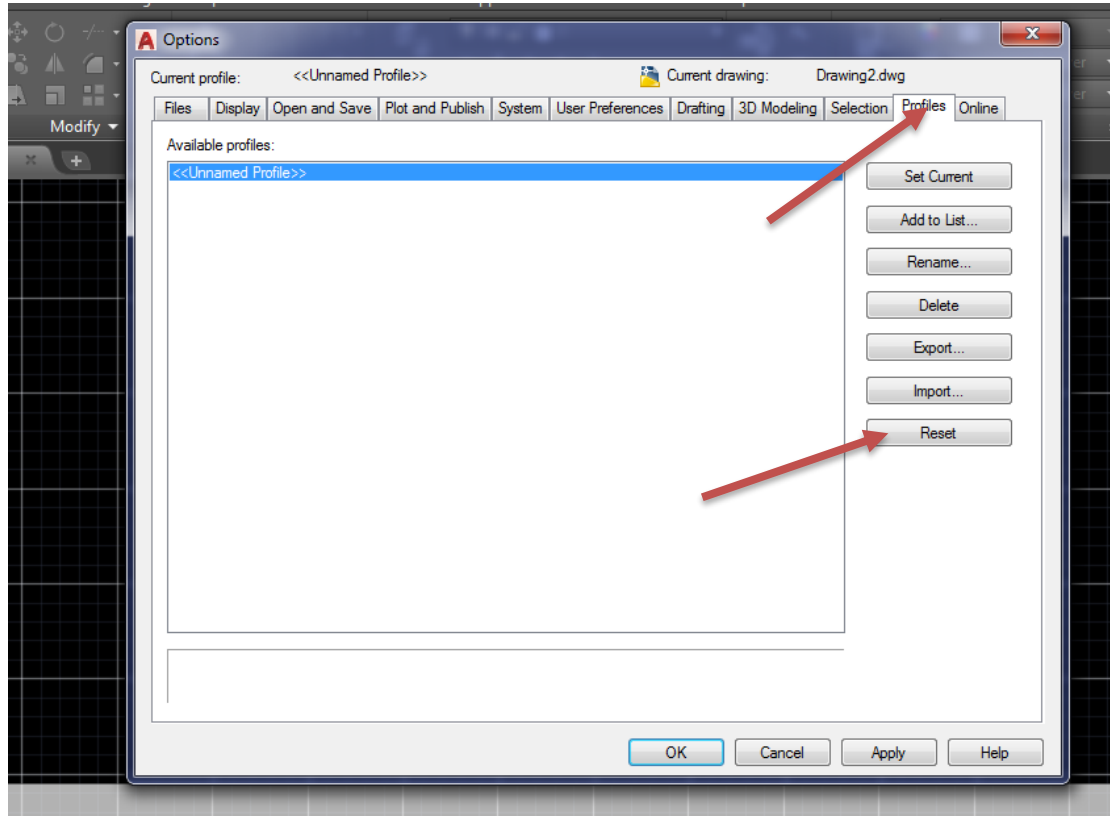 Options
Current profile: <<Unnamed Profile>> Current drawing: Drawing2.dwg
Files Display Open and Save Plot and Publish System User Preferences Drafting 3D Modeling Selection Profiles Online
Modify
Available profiles:
<<Unnamed Profile>>
Set Current
Add to List...
Rename...
Delete
Export...
Import...
Reset
OK Cancel Apply Help